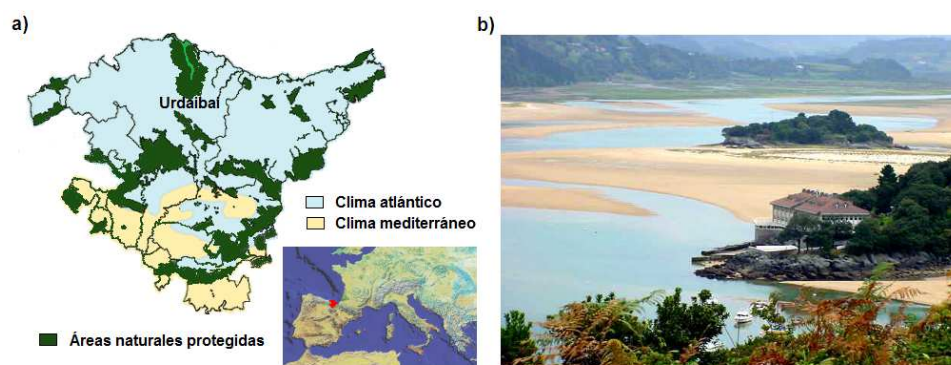 a)
Urdaibai
Clima atlántico
Clima mediterráneo
Áreas naturales protegidas
b)